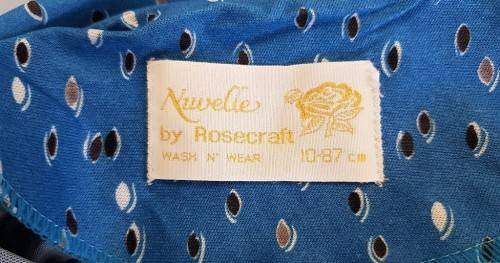 Nuvelle
by Rosecraft
WASH N' WEAR 10-87 cm